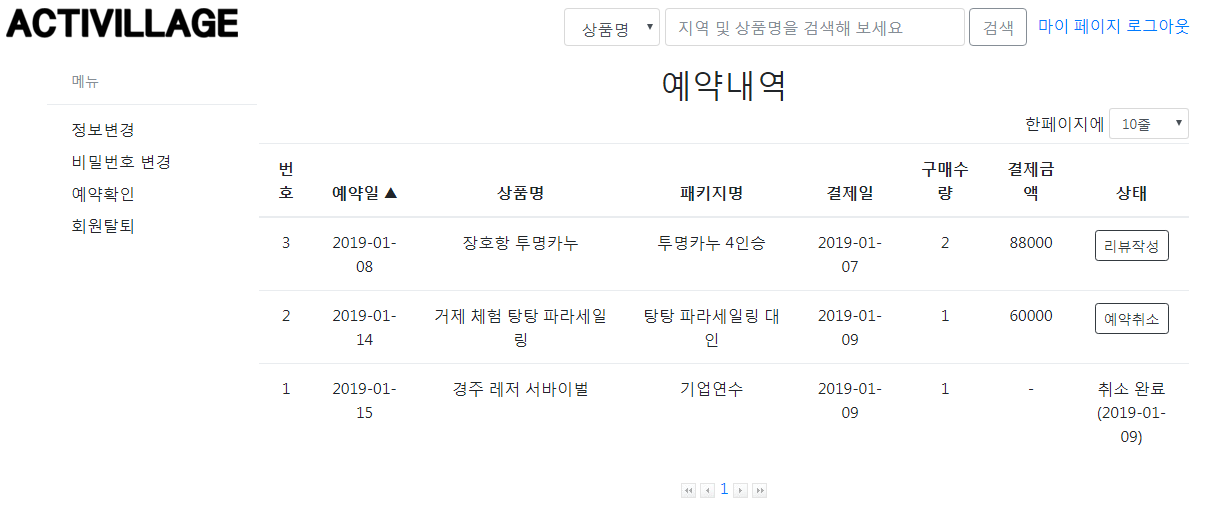 ACTIVILLAGE
상품명 ▼ 지역 및 상품명을 검색해 보세요 검색 마이 페이지 로그아웃
메뉴
정보변경
비밀번호 변경
예약확인
회원탈퇴
예약내역
한페이지에 10줄 ▼
번호 예약일 ▲ 상품명 패키지명 결제일 구매수량 결제금액 상태
3 2019-01-08 장호항 투명카누 투명카누 4인승 2019-01-07 2 88000 리뷰작성
2 2019-01-14 거제 체험 탕탕 파라세일링 탕탕 파라세일링 대인 2019-01-09 1 60000 예약취소
1 2019-01-15 경주 레저 서바이벌 기업연수 2019-01-09 1 - 취소 완료 (2019-01-09)
1